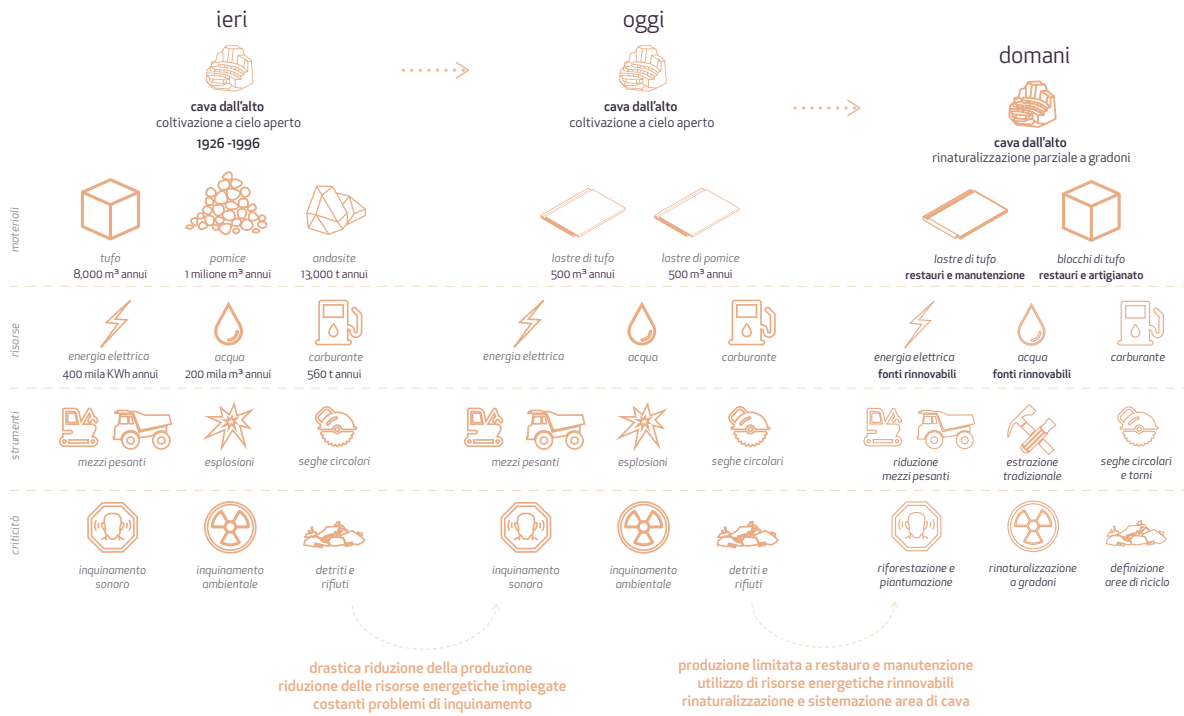 ieri
cava dall'alto
coltivazione a cielo aperto
1926 -1996
oggi
cava dall'alto
coltivazione a cielo aperto
domani
cava dall'alto
rinaturalizzazione parziale a gradoni
materiali
tufo
8,000 m³ annui
pomice
1 milione m³ annui
andasite
13,000 t annui
lastre di tufo
500 m³ annui
lastre di pomice
500 m³ annui
lastre di tufo
restauri e manutenzione
blocchi di tufo
restauri e artigianato
risorse
energia elettrica
400 mila KWh annui
acqua
200 mila m³ annui
carburante
560 t annui
energia elettrica
acqua
carburante
energia elettrica
fonti rinnovabili
acqua
fonti rinnovabili
carburante
strumenti
mezzi pesanti
esplosioni
seghe circolari
mezzi pesanti
esplosioni
seghe circolari
riduzione
mezzi pesanti
estrazione
tradizionale
seghe circolari
e torni
criticità
inquinamento
sonoro
inquinamento
ambientale
detriti e
rifiuti
inquinamento
sonoro
inquinamento
ambientale
detriti e
rifiuti
riforestazione e
piantumazione
rinaturalizzazione
a gradoni
definizione
aree di riciclo
drastica riduzione della produzione
riduzione delle risorse energetiche impiegate
costanti problemi di inquinamento
produzione limitata a restauro e manutenzione
utilizzo di risorse energetiche rinnovabili
rinaturalizzazione e sistemazione area di cava